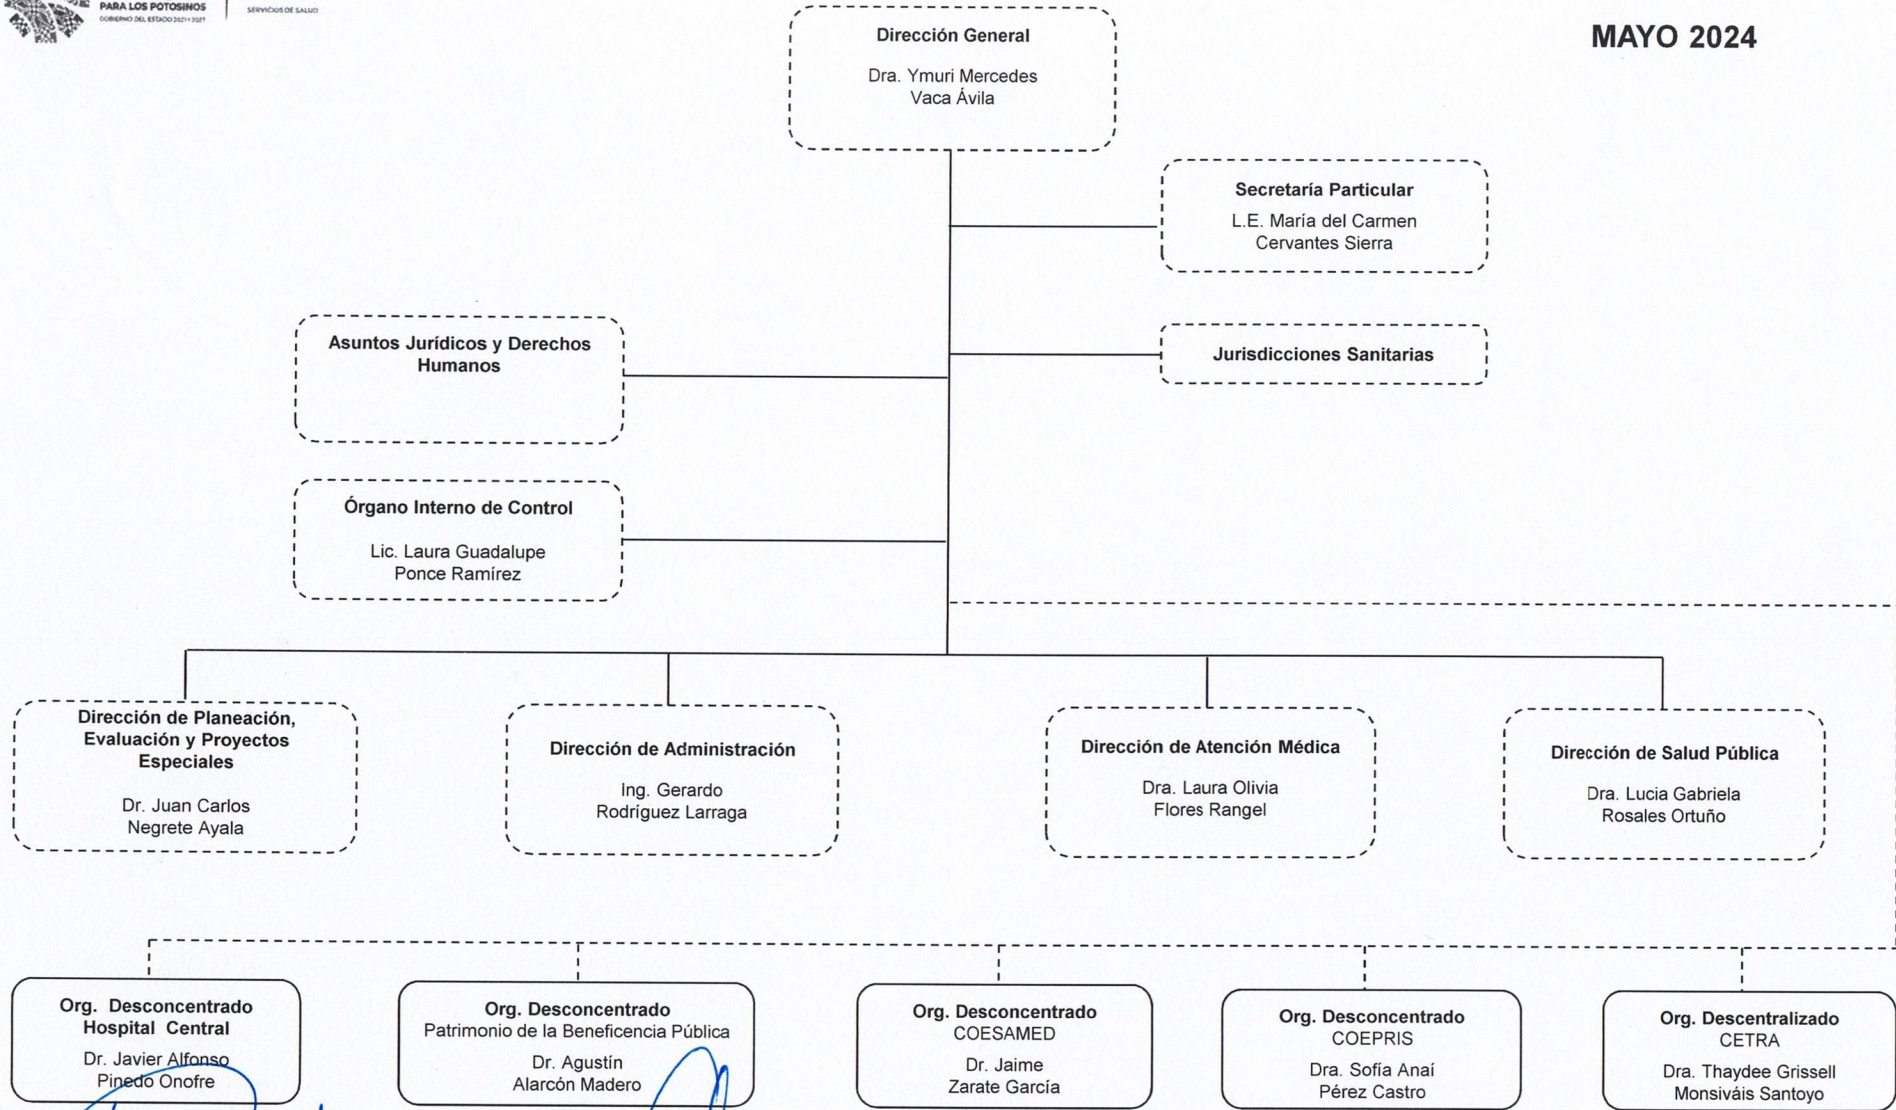 PARA LOS POTOSINOS
GOBIERNO DEL ESTADO 2021•2027
SERVICIOS DE SALUD
MAYO 2024
Dirección General
Dra. Ymuri Mercedes
Vaca Ávila
Secretaría Particular
L.E. María del Carmen
Cervantes Sierra
Asuntos Jurídicos y Derechos
Humanos
Jurisdicciones Sanitarias
Órgano Interno de Control
Lic. Laura Guadalupe
Ponce Ramírez
Dirección de Planeación,
Evaluación y Proyectos
Especiales
Dr. Juan Carlos
Negrete Ayala
Dirección de Administración
Ing. Gerardo
Rodríguez Larraga
Dirección de Atención Médica
Dra. Laura Olivia
Flores Rangel
Dirección de Salud Pública
Dra. Lucia Gabriela
Rosales Ortuño
Org. Desconcentrado
Hospital Central
Dr. Javier Alfonso
Pinedo Onofre
Org. Desconcentrado
Patrimonio de la Beneficencia Pública
Dr. Agustín
Alarcón Madero
Org. Desconcentrado
COESAMED
Dr. Jaime
Zarate García
Org. Desconcentrado
COEPRIS
Dra. Sofía Anaí
Pérez Castro
Org. Descentralizado
CETRA
Dra. Thaydee Grissell
Monsiváis Santoyo